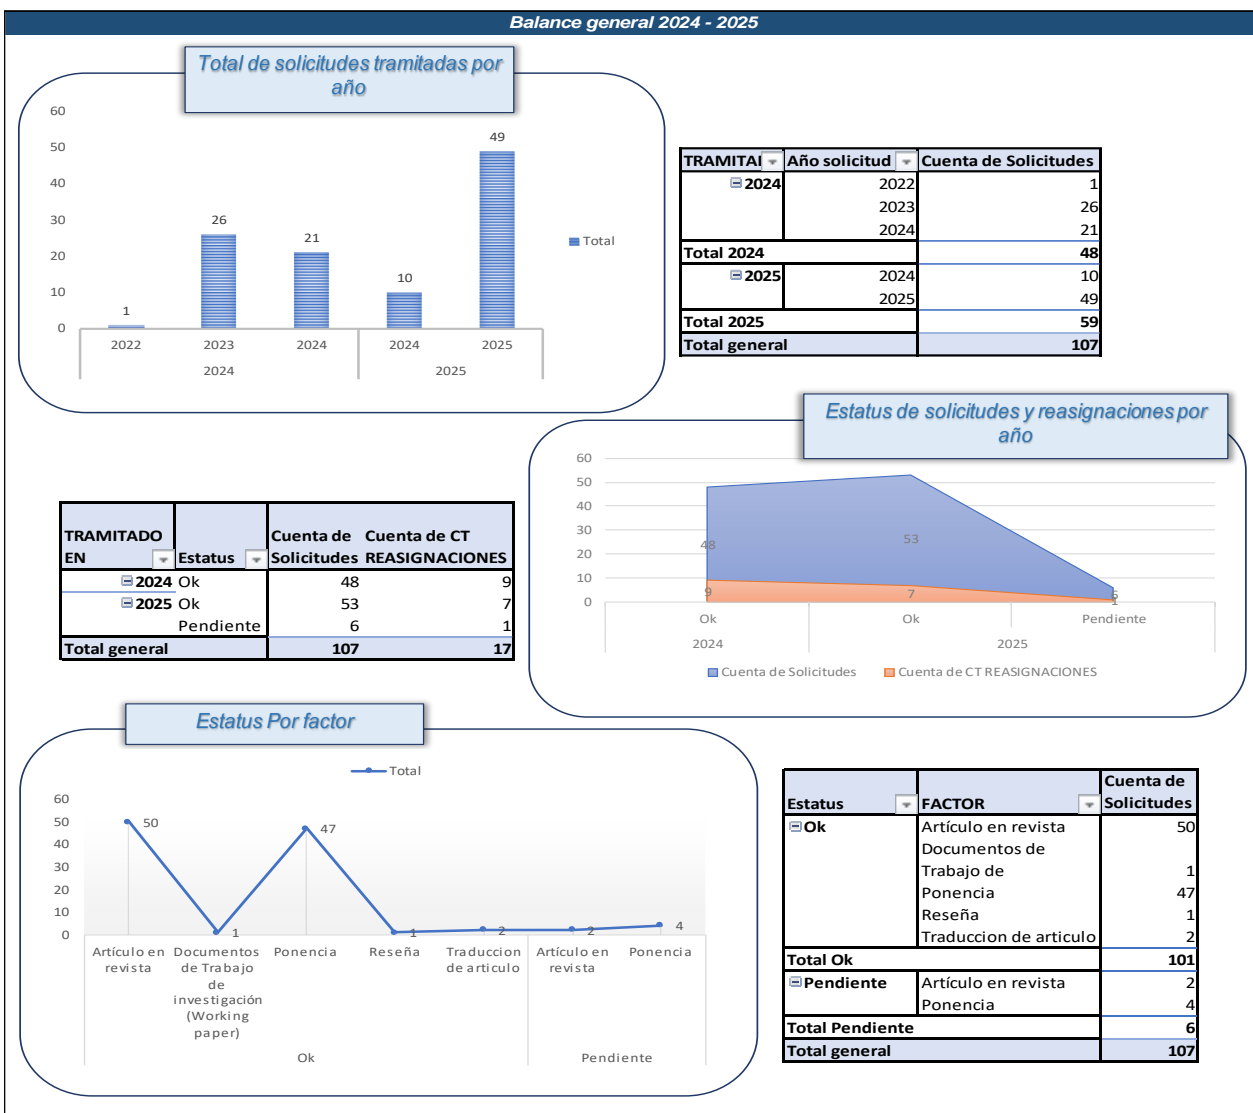 Balance general 2024 - 2025
Total de solicitudes tramitadas por
año
60
50
40
30
20
10
0
1
26
21
10
49
2022
2023
2024
2024
2025
2024
2025
Total
TRAMITAI Año solicitud Cuenta de Solicitudes
2024 2022 1
2023 26
2024 21
Total 2024 48
2025 2024 10
2025 49
Total 2025 59
Total general 107
Estatus de solicitudes y reasignaciones por
año
60
50
40
30
20
10
0
48
53
6
9
7
1
Ok
Ok
Pendiente
2024
2025
Cuenta de Solicitudes
Cuenta de CT REASIGNACIONES
TRAMITADO
EN
Estatus
Cuenta de
Solicitudes
Cuenta de CT
REASIGNACIONES
2024 Ok 48 9
2025 Ok 53 7
Pendiente 6 1
Total general 107 17
Estatus Por factor
Total
60
50
40
30
20
10
0
50
1
47
1
2
2
4
Artículo en
revista
Documentos
de Trabajo
de
investigación
(Working
paper)
Ponencia
Reseña
Traduccion
de articulo
Artículo en
revista
Ponencia
Ok
Pendiente
Estatus
FACTOR
Cuenta de
Solicitudes
Ok Artículo en revista 50
Documentos de
Trabajo de 1
Ponencia 47
Reseña 1
Traduccion de articulo 2
Total Ok 101
Pendiente Artículo en revista 2
Ponencia 4
Total Pendiente 6
Total general 107